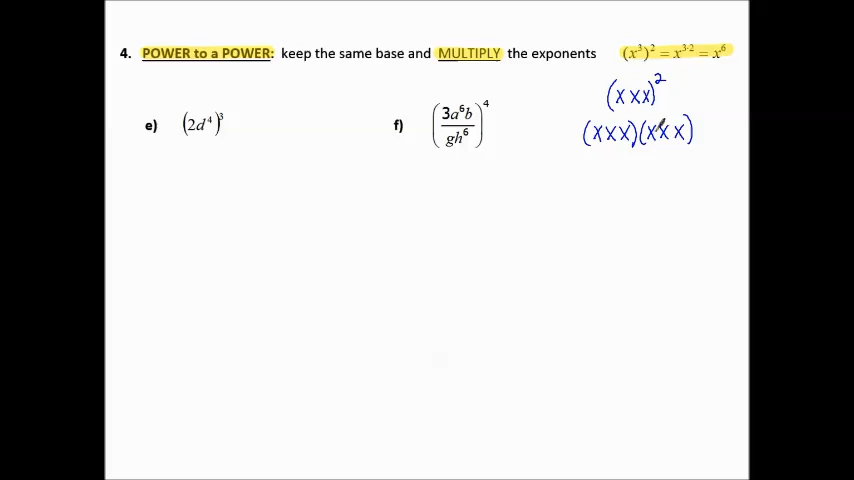 4. POWER to a POWER: keep the same base and MULTIPLY the exponents (x³)² = x³·² = x⁶
(xxx)²
(xxx)(xxx)
e) (2d⁴)³ f) (3a⁶b / gh⁶)⁴